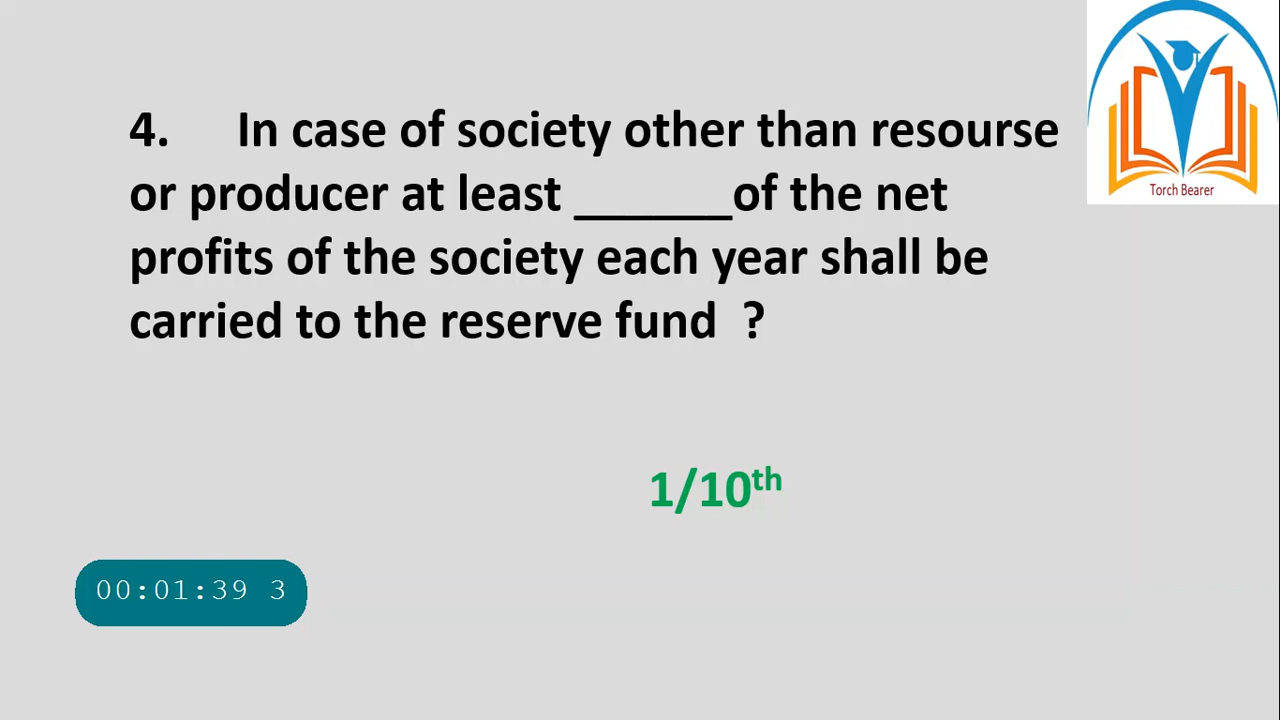 4. In case of society other than resourse
or producer at least ______of the net
profits of the society each year shall be
carried to the reserve fund ?
1/10th
00:01:39 3
Torch Bearer